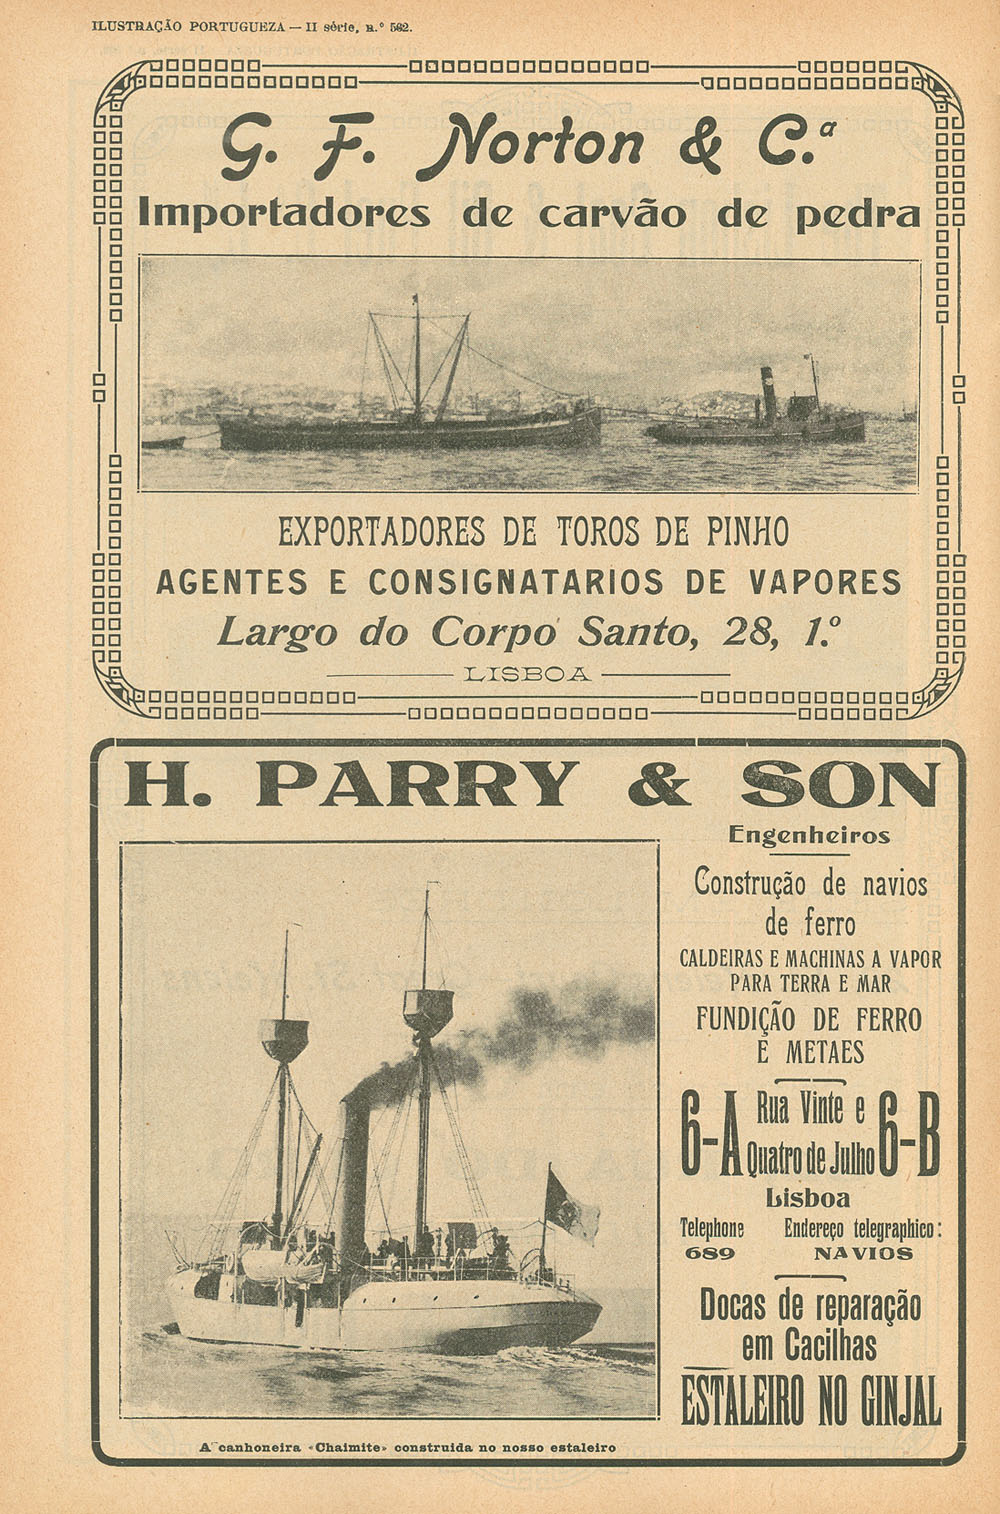 ILUSTRAÇÃO PORTUGUEZA — II série, n.º 562.
G. F. Norton & C.ª
Importadores de carvão de pedra
EXPORTADORES DE TOROS DE PINHO
AGENTES E CONSIGNATARIOS DE VAPORES
Largo do Corpo Santo, 28, 1.º
LISBOA
H. PARRY & SON
Engenheiros
Construção de navios
de ferro
CALDEIRAS E MACHINAS A VAPOR
PARA TERRA E MAR
FUNDIÇÃO DE FERRO
E METAES
6-A Rua Vinte e Quatro de Julho 6-B
Lisboa
Telephone Endereço telegraphico:
689 NAVIOS
Docas de reparação
em Cacilhas
ESTALEIRO NO GINJAL
A canhoneira «Chaimite» construida no nosso estaleiro